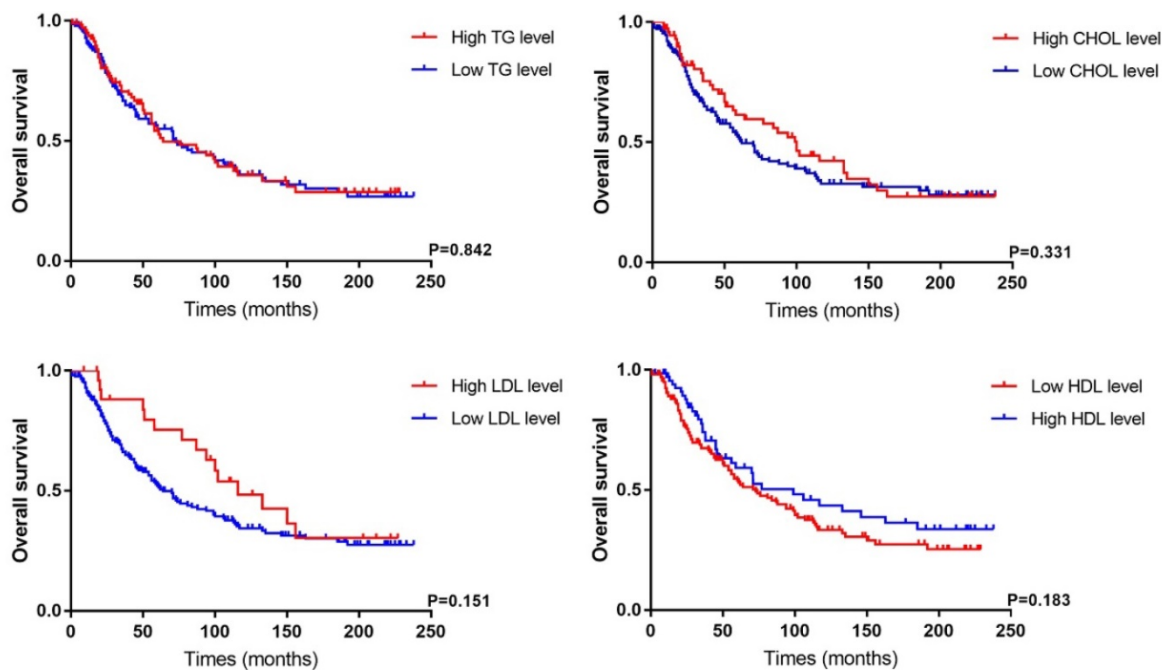 1.0
High TG level
Low TG level
0.5
Overall survival
0.0
P=0.842
0 50 100 150 200 250
Times (months)
1.0
High CHOL level
Low CHOL level
0.5
Overall survival
0.0
P=0.331
0 50 100 150 200 250
Times (months)
1.0
High LDL level
Low LDL level
0.5
Overall survival
0.0
P=0.151
0 50 100 150 200 250
Times (months)
1.0
Low HDL level
High HDL level
0.5
Overall survival
0.0
P=0.183
0 50 100 150 200 250
Times (months)